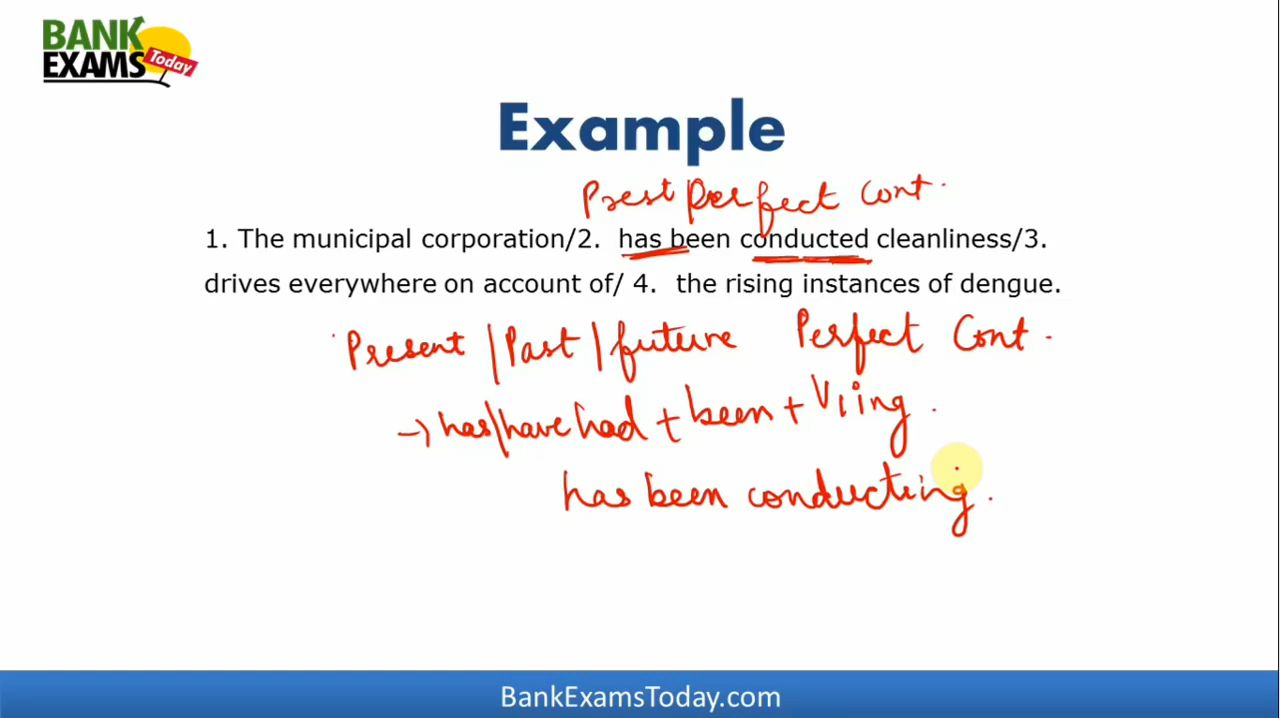 BANK
EXAMS Today
Example
Prest perfect Cont.
1. The municipal corporation/2. has been conducted cleanliness/3.
drives everywhere on account of/ 4. the rising instances of dengue.
Present / Past / future Perfect Cont.
→ has/have had + been + V1 ing.
has been conducting.
BankExamsToday.com